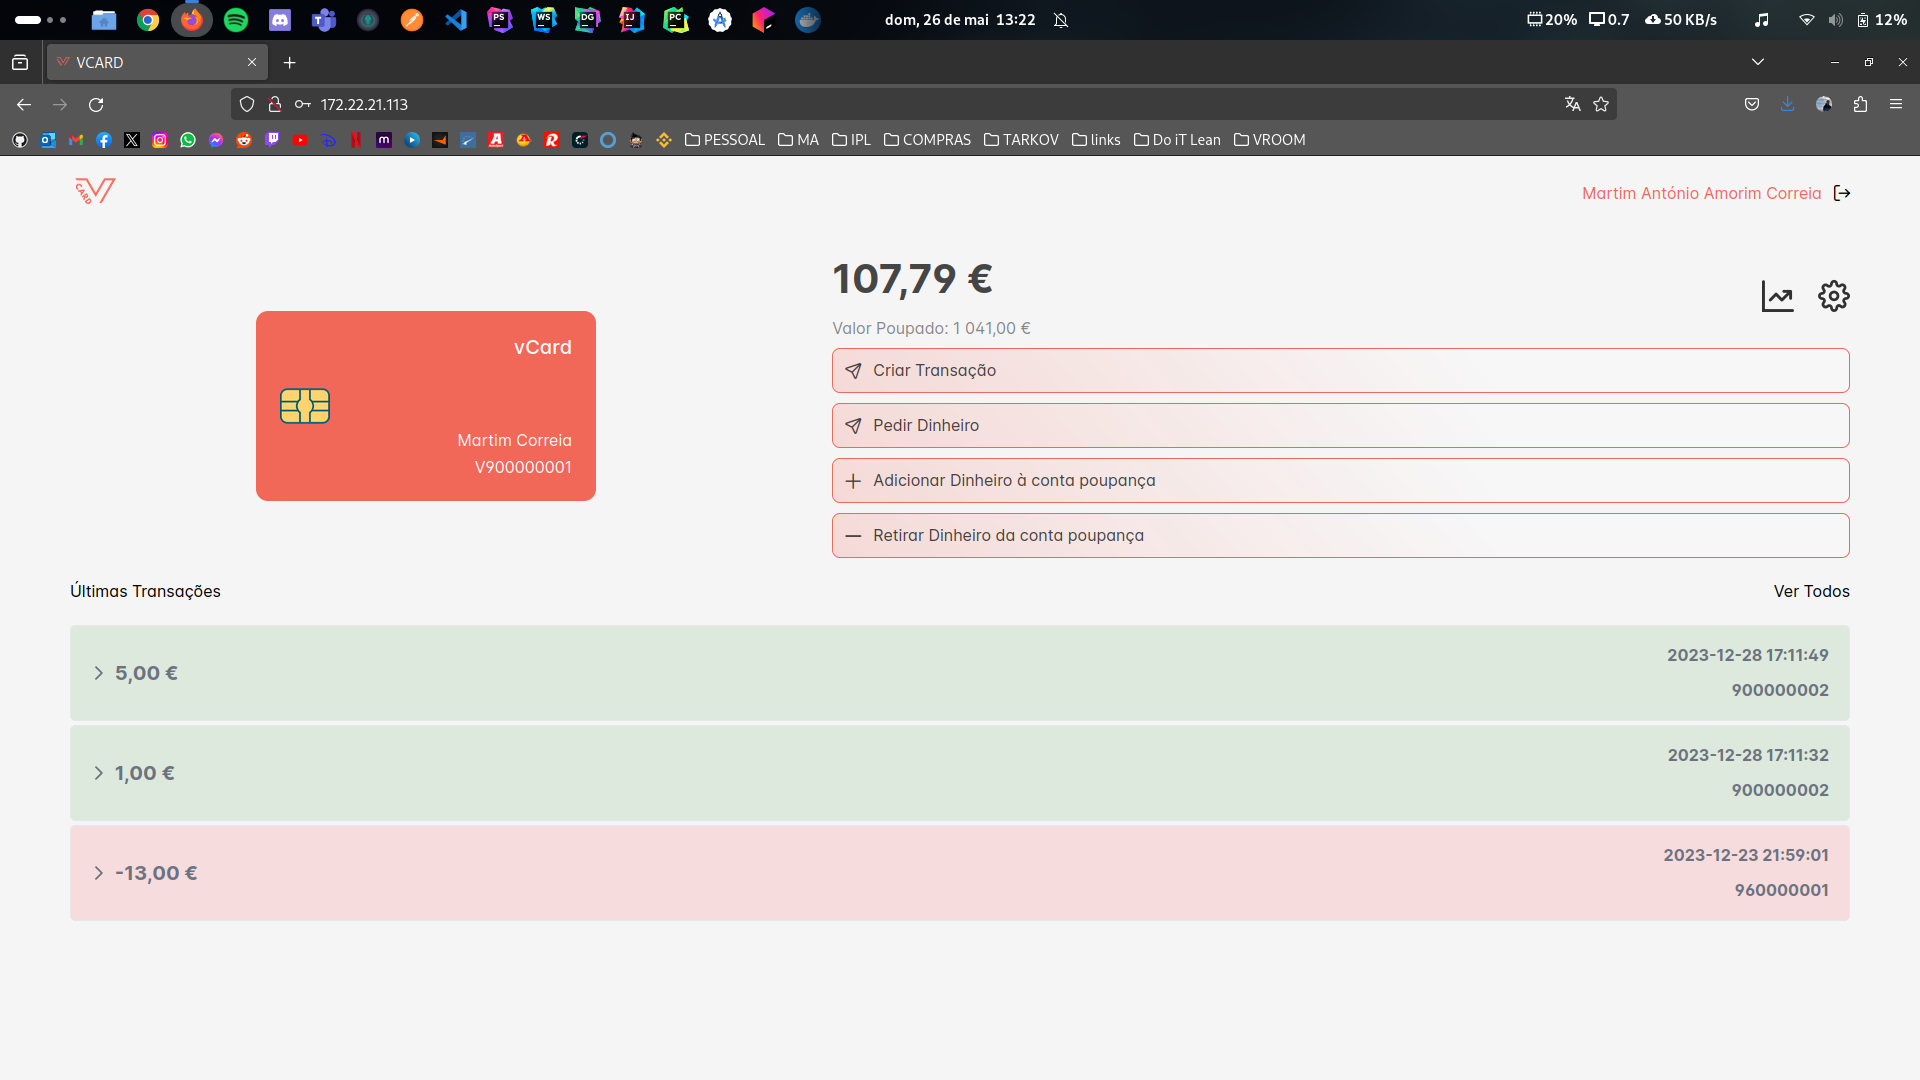 dom, 26 de mai 13:22
20% 0.7 50 KB/s 12%
VCARD
172.22.21.113
PESSOAL MA IPL COMPRAS TARKOV links Do iT Lean VROOM
V CARD
Martim António Amorim Correia
107,79 €
Valor Poupado: 1 041,00 €
vCard
Martim Correia
V900000001
Criar Transação
Pedir Dinheiro
Adicionar Dinheiro à conta poupança
Retirar Dinheiro da conta poupança
Últimas Transações
Ver Todos
5,00 €
2023-12-28 17:11:49
900000002
1,00 €
2023-12-28 17:11:32
900000002
-13,00 €
2023-12-23 21:59:01
960000001